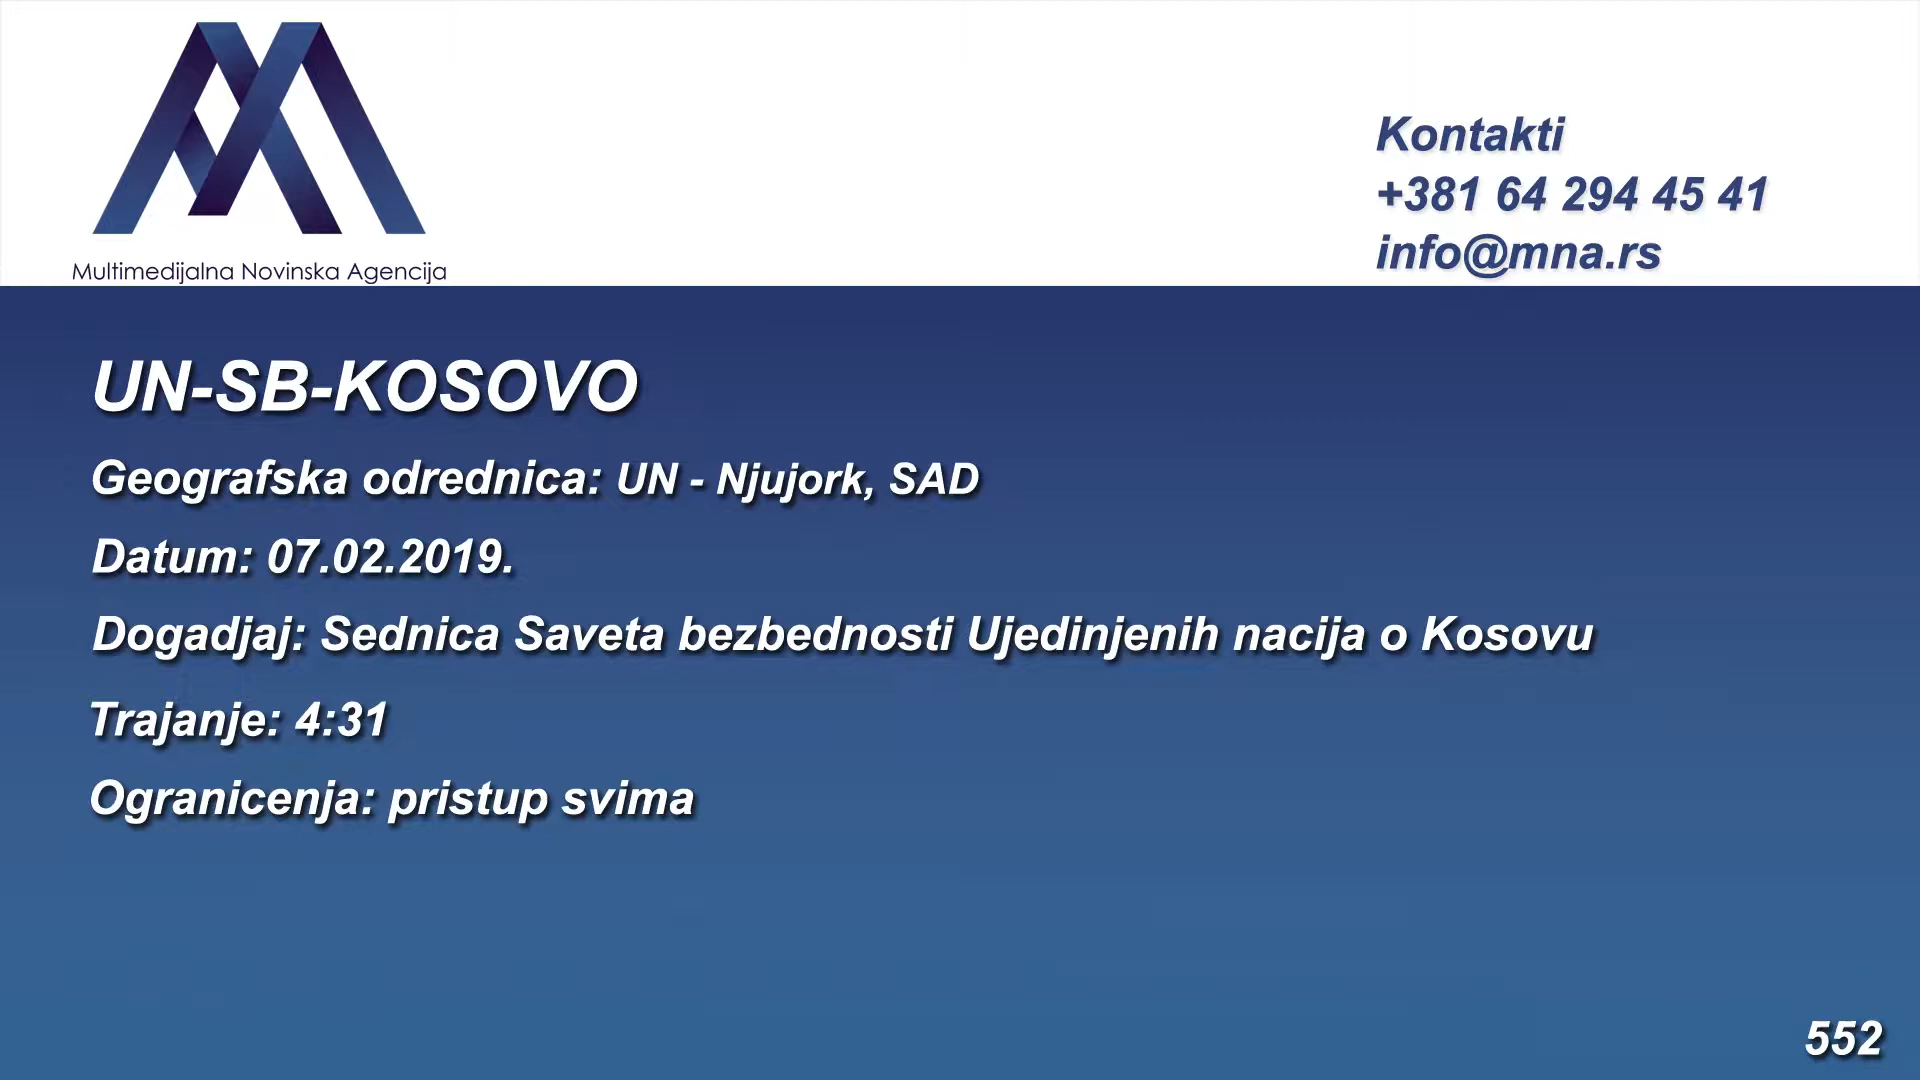 Multimedijalna Novinska Agencija
Kontakti
+381 64 294 45 41
info@mna.rs
UN-SB-KOSOVO
Geografska odrednica: UN - Njujork, SAD
Datum: 07.02.2019.
Dogadjaj: Sednica Saveta bezbednosti Ujedinjenih nacija o Kosovu
Trajanje: 4:31
Ogranicenja: pristup svima
552